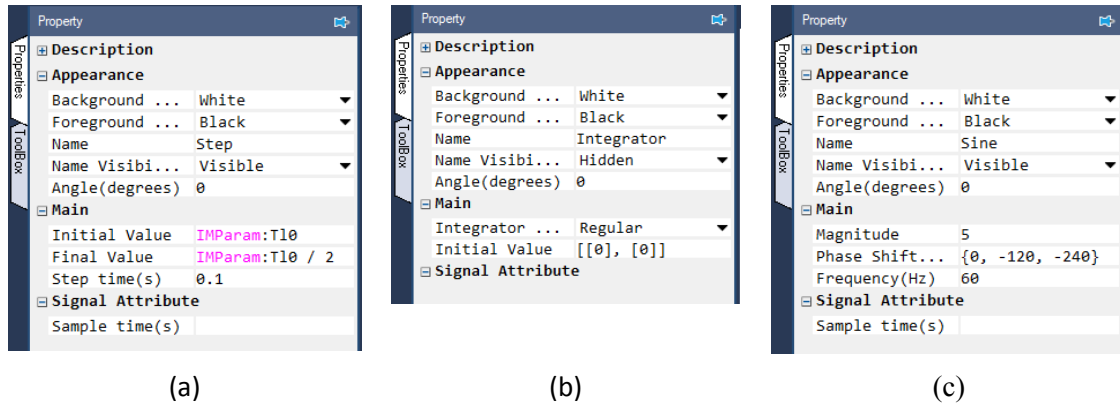 Property
Properties
ToolBox
Description
Appearance
Background ... White
Foreground ... Black
Name Step
Name Visibi... Visible
Angle(degrees) 0
Main
Initial Value IMParam:Tl0
Final Value IMParam:Tl0 / 2
Step time(s) 0.1
Signal Attribute
Sample time(s)
(a)
Property
Properties
ToolBox
Description
Appearance
Background ... White
Foreground ... Black
Name Integrator
Name Visibi... Hidden
Angle(degrees) 0
Main
Integrator ... Regular
Initial Value [[0], [0]]
Signal Attribute
(b)
Property
Properties
ToolBox
Description
Appearance
Background ... White
Foreground ... Black
Name Sine
Name Visibi... Visible
Angle(degrees) 0
Main
Magnitude 5
Phase Shift... {0, -120, -240}
Frequency(Hz) 60
Signal Attribute
Sample time(s)
(c)